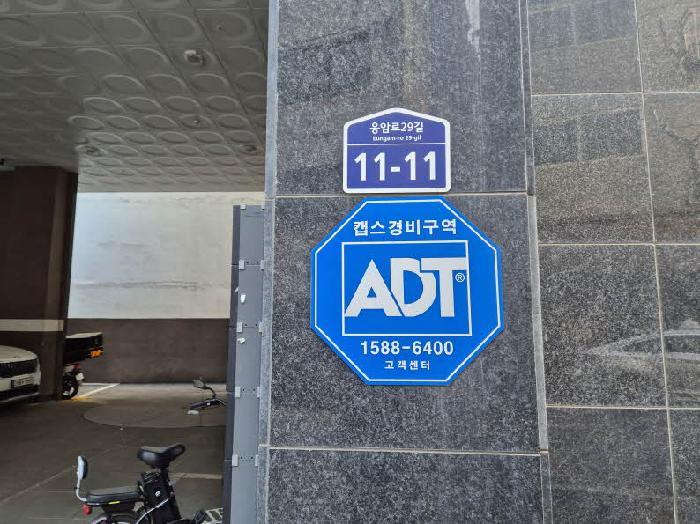 응암로29길
Eungam-ro 29-gil
11-11
캡스경비구역
ADT®
1588-6400
고객센터